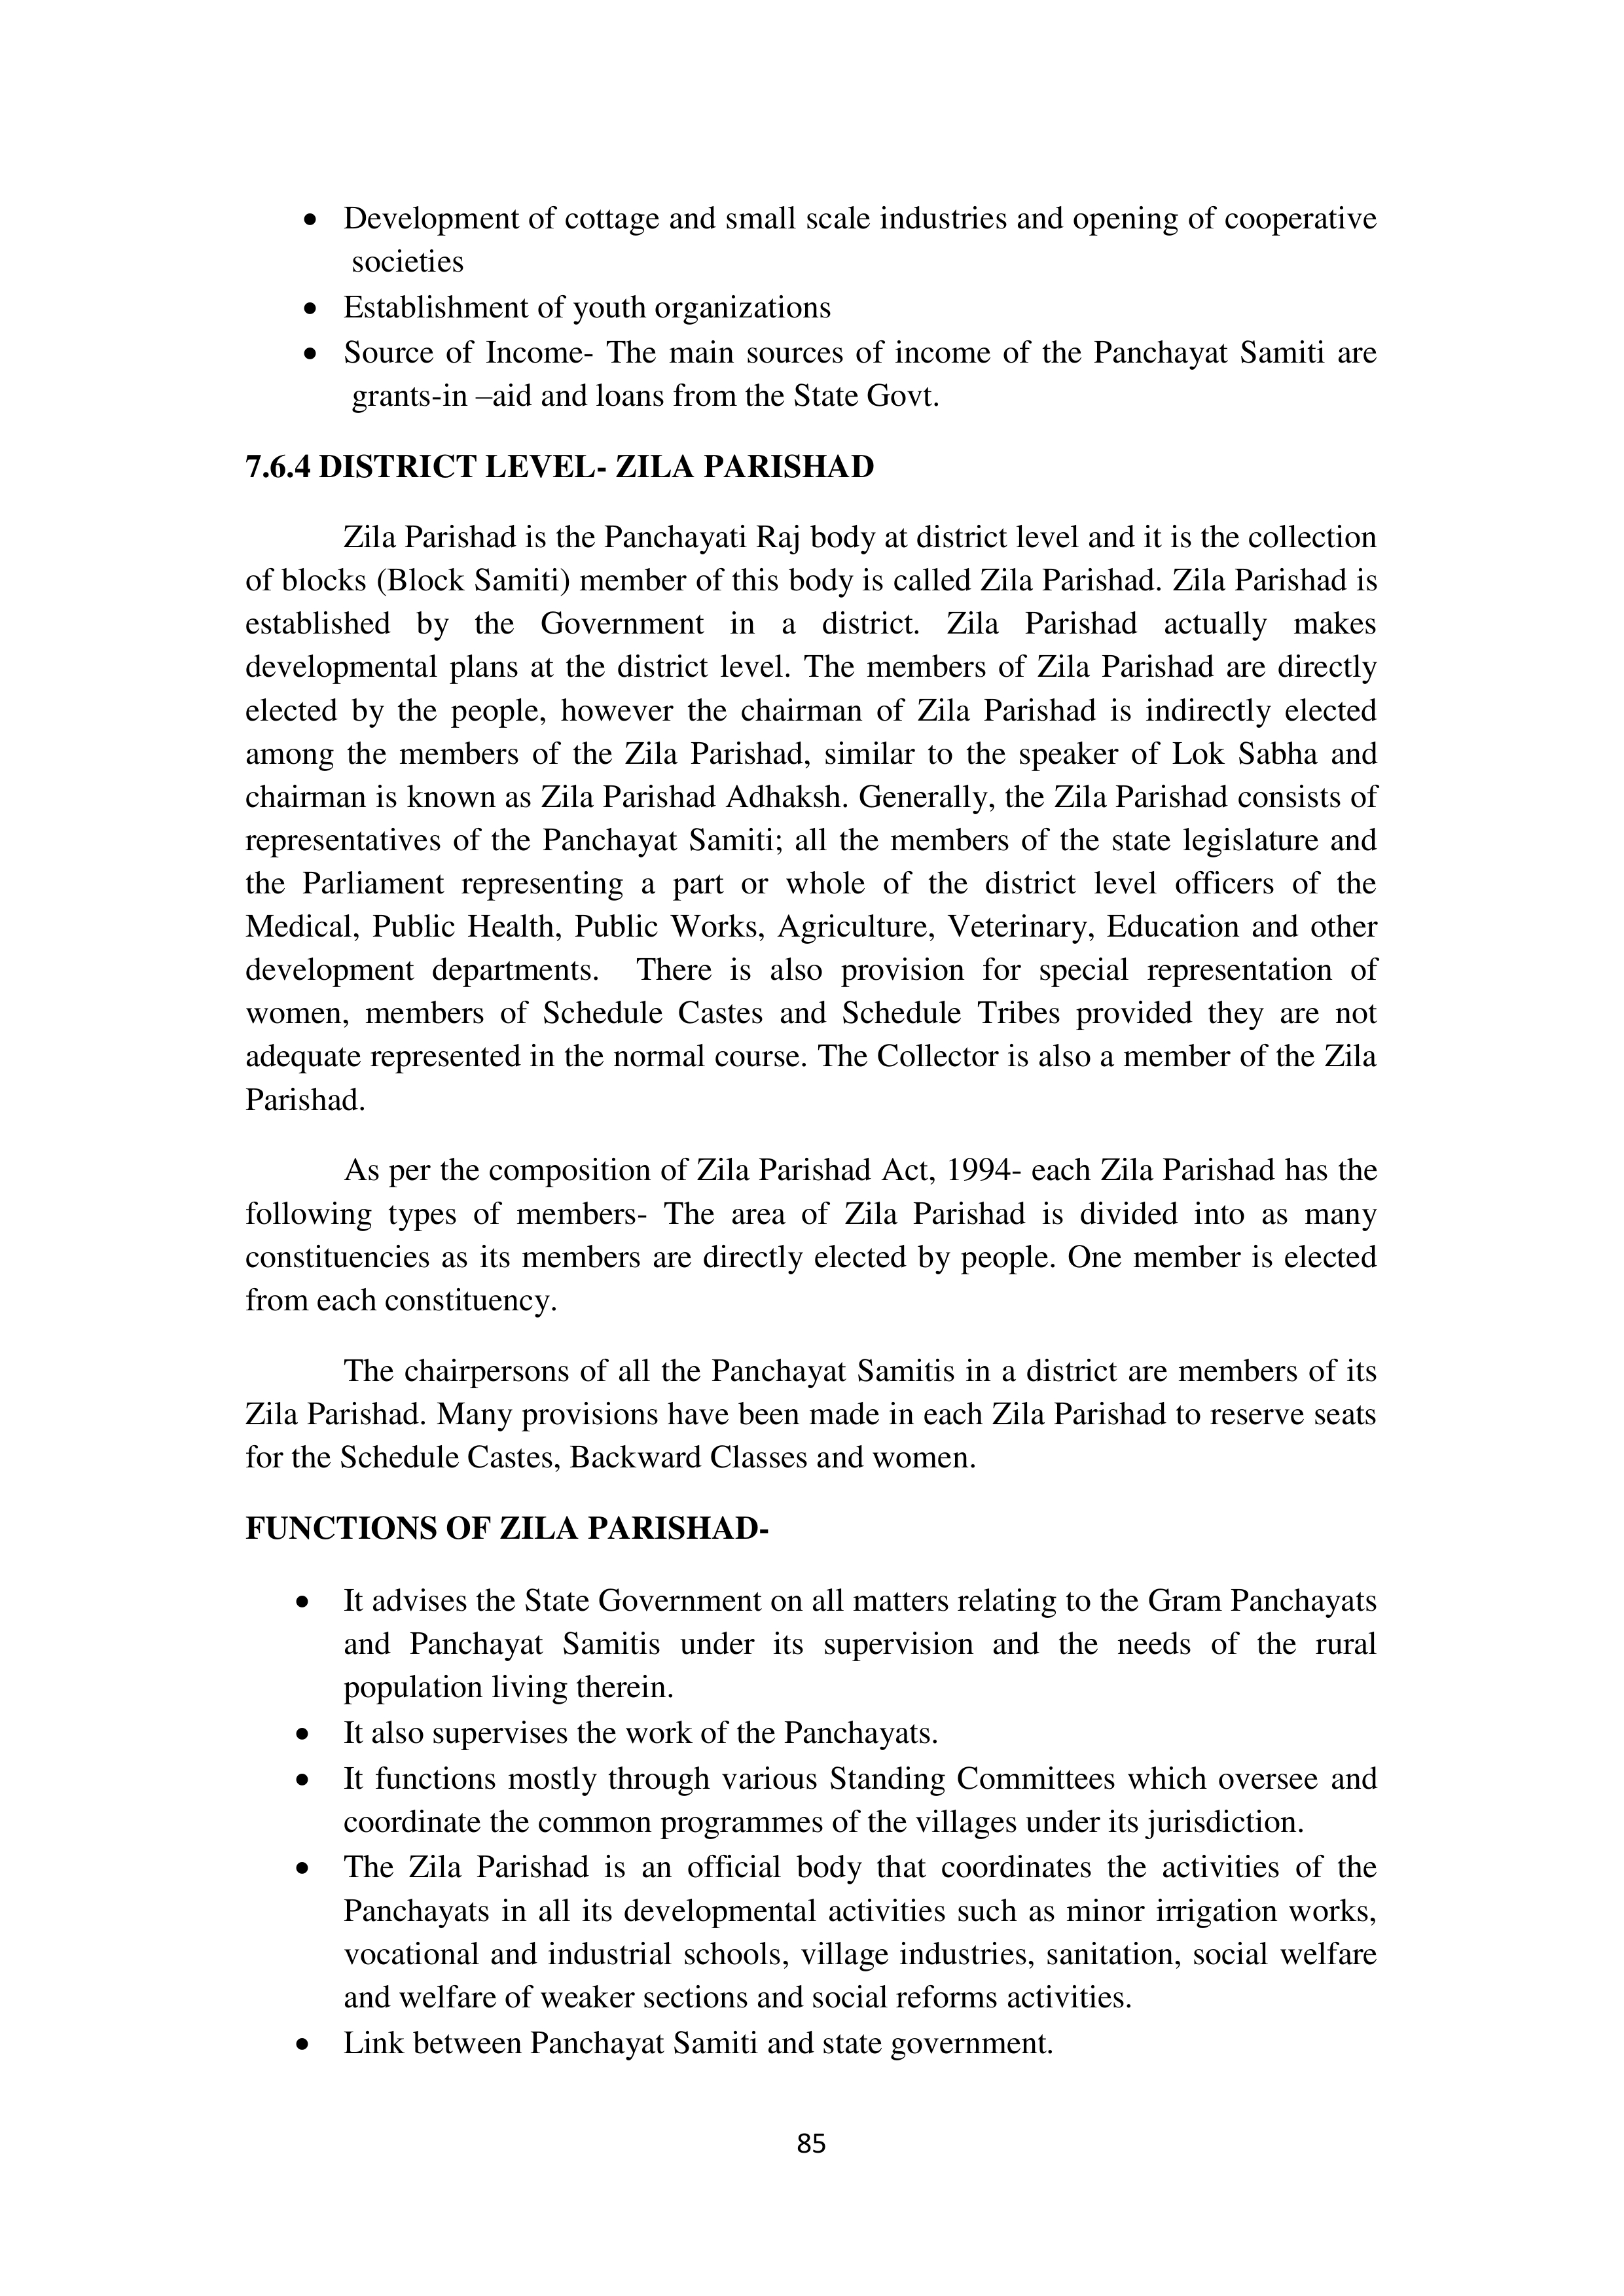 • Development of cottage and small scale industries and opening of cooperative
societies
• Establishment of youth organizations
• Source of Income- The main sources of income of the Panchayat Samiti are
grants-in –aid and loans from the State Govt.
7.6.4 DISTRICT LEVEL- ZILA PARISHAD
Zila Parishad is the Panchayati Raj body at district level and it is the collection
of blocks (Block Samiti) member of this body is called Zila Parishad. Zila Parishad is
established by the Government in a district. Zila Parishad actually makes
developmental plans at the district level. The members of Zila Parishad are directly
elected by the people, however the chairman of Zila Parishad is indirectly elected
among the members of the Zila Parishad, similar to the speaker of Lok Sabha and
chairman is known as Zila Parishad Adhaksh. Generally, the Zila Parishad consists of
representatives of the Panchayat Samiti; all the members of the state legislature and
the Parliament representing a part or whole of the district level officers of the
Medical, Public Health, Public Works, Agriculture, Veterinary, Education and other
development departments. There is also provision for special representation of
women, members of Schedule Castes and Schedule Tribes provided they are not
adequate represented in the normal course. The Collector is also a member of the Zila
Parishad.
As per the composition of Zila Parishad Act, 1994- each Zila Parishad has the
following types of members- The area of Zila Parishad is divided into as many
constituencies as its members are directly elected by people. One member is elected
from each constituency.
The chairpersons of all the Panchayat Samitis in a district are members of its
Zila Parishad. Many provisions have been made in each Zila Parishad to reserve seats
for the Schedule Castes, Backward Classes and women.
FUNCTIONS OF ZILA PARISHAD-
• It advises the State Government on all matters relating to the Gram Panchayats
and Panchayat Samitis under its supervision and the needs of the rural
population living therein.
• It also supervises the work of the Panchayats.
• It functions mostly through various Standing Committees which oversee and
coordinate the common programmes of the villages under its jurisdiction.
• The Zila Parishad is an official body that coordinates the activities of the
Panchayats in all its developmental activities such as minor irrigation works,
vocational and industrial schools, village industries, sanitation, social welfare
and welfare of weaker sections and social reforms activities.
• Link between Panchayat Samiti and state government.
85